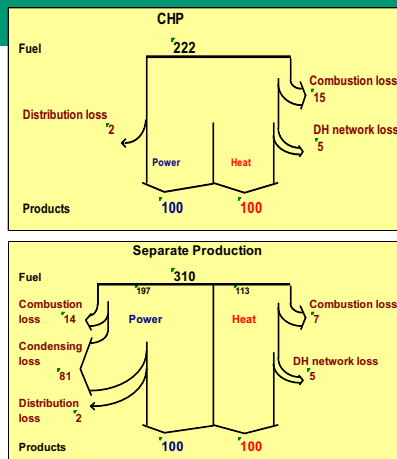 CHP
Fuel
222
Combustion loss
15
Distribution loss
2
DH network loss
5
Power
Heat
Products
100
100
Separate Production
Fuel
310
197
113
Combustion
loss
14
Power
Heat
Combustion loss
7
Condensing
loss
81
DH network loss
5
Distribution
loss
2
Products
100
100